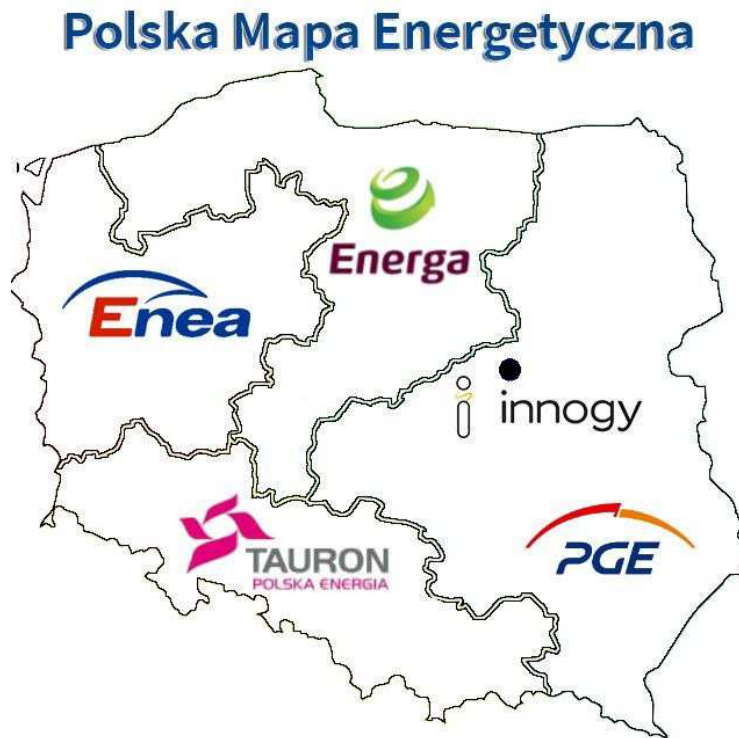 Polska Mapa Energetyczna
Energa
Enea
innogy
TAURON
POLSKA ENERGIA
PGE